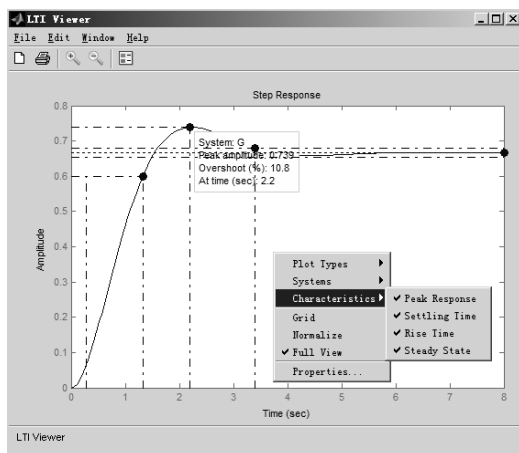 LTI Viewer
File Edit Window Help
Step Response
0.8
0.7
0.6
0.5
0.4
0.3
0.2
0.1
0
Amplitude
System: G
Peak amplitude: 0.739
Overshoot (%): 10.8
At time (sec): 2.2
Plot Types
Systems
Characteristics
Grid
Normalize
Full View
Properties...
Peak Response
Settling Time
Rise Time
Steady State
0 1 2 3 4 5 6 7 8
Time (sec)
LTI Viewer